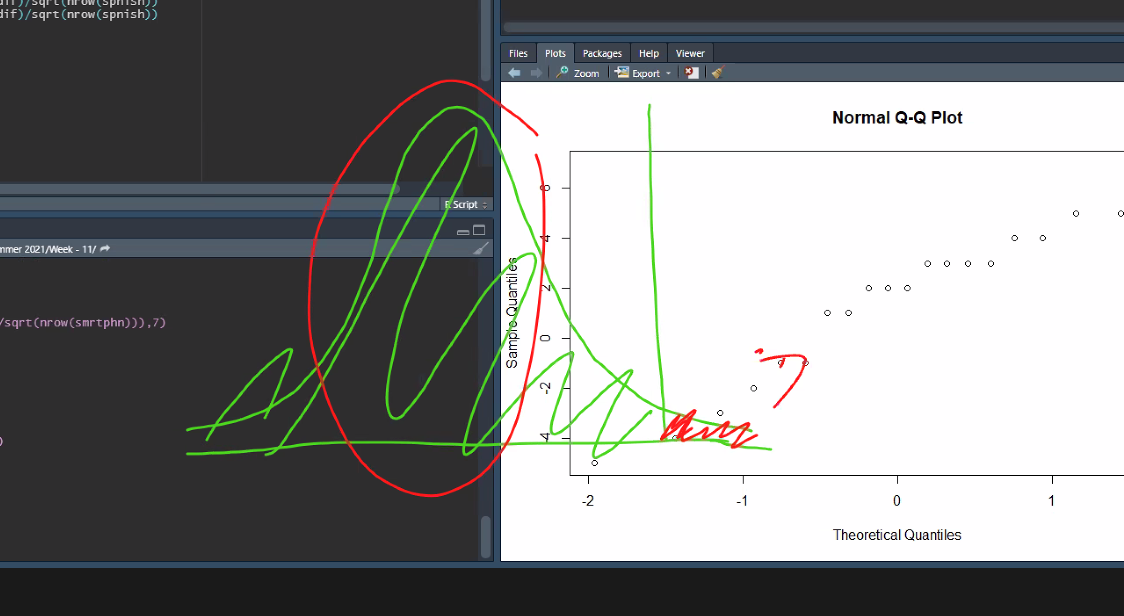 dif)/sqrt(nrow(spnish))
dif)/sqrt(nrow(spnish))
R Script
mmer 2021/Week - 11/
/sqrt(nrow(smrtphn))),7)
)
Files Plots Packages Help Viewer
Zoom Export
Normal Q-Q Plot
Sample Quantiles
6
4
2
0
-2
-4
-2 -1 0 1
Theoretical Quantiles